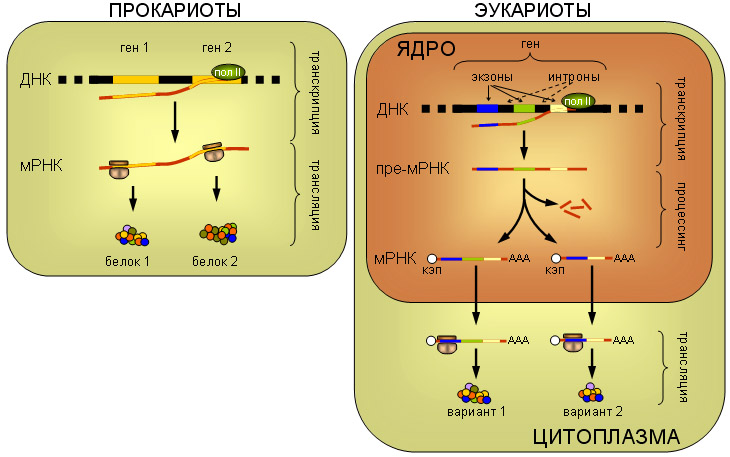 ПРОКАРИОТЫ
ген 1 ген 2
ДНК
пол II
транскрипция
мРНК
трансляция
белок 1 белок 2
ЭУКАРИОТЫ
ЯДРО
ген
экзоны интроны
ДНК
пол II
транскрипция
пре-мРНК
процессинг
мРНК
кэп
ААА
кэп
ААА
ААА
ААА
трансляция
вариант 1 вариант 2
ЦИТОПЛАЗМА